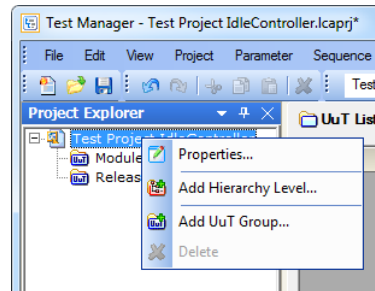 Test Manager - Test Project IdleController.lcaprj*
File Edit View Project Parameter Sequence
Test
Project Explorer
UuT List
Test Project IdleController
Properties...
Module
Add Hierarchy Level...
Releas
Add UuT Group...
Delete